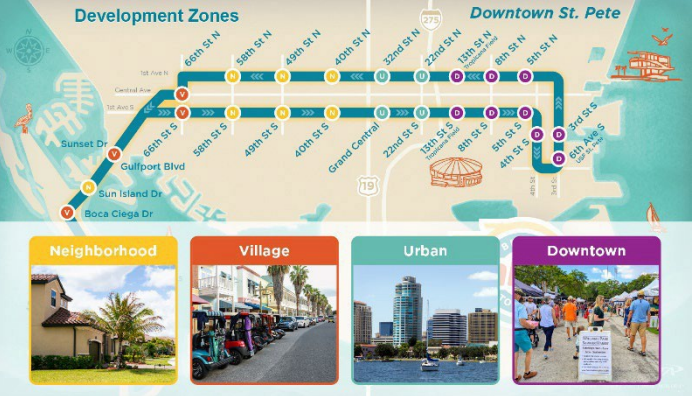 Development Zones
Downtown St. Pete
275
66th St N
58th St N
49th St N
40th St N
32nd St N
22nd St N
13th St N
Tropicana Field
8th St N
5th St N
1st Ave N
N
N
N
U
U
D
D
D
Central Ave
V
1st Ave S
V
N
N
N
U
U
D
D
D
66th St S
58th St S
49th St S
40th St S
Grand Central
22nd St S
13th St S
Tropicana Field
8th St S
5th St S
4th St S
D
D
3rd St S
D
6th Ave S
USF St. Pete
4th St
3rd St
Sunset Dr
V
Gulfport Blvd
N
Sun Island Dr
V
Boca Ciega Dr
19
Neighborhood
Village
Urban
Downtown